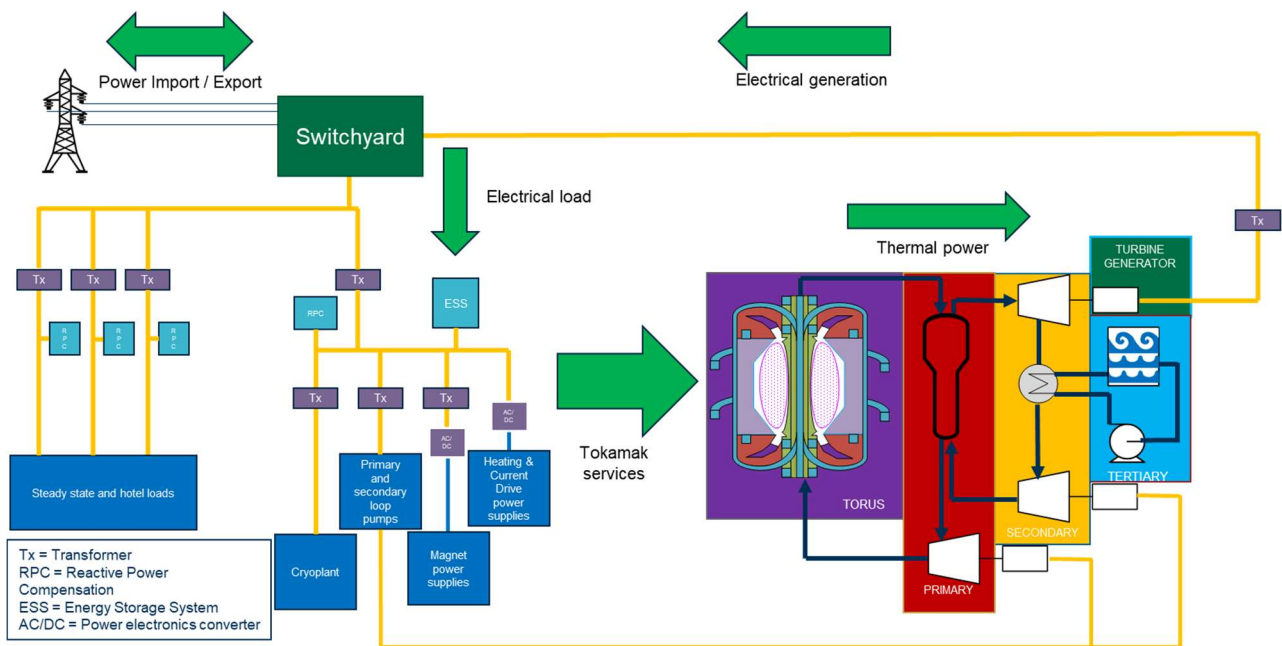 Power Import / Export
Electrical generation
Switchyard
Electrical load
Thermal power
Tx
TURBINE
GENERATOR
Tx
Tx
Tx
Tx
RPC
ESS
R
P
C
R
P
C
R
P
C
Tx
Tx
Tx
AC/
DC
AC/
DC
Tokamak
services
Steady state and hotel loads
Primary
and
secondary
loop
pumps
Heating &
Current
Drive
power
supplies
Cryoplant
Magnet
power
supplies
TORUS
TERTIARY
SECONDARY
PRIMARY
Tx = Transformer
RPC = Reactive Power
Compensation
ESS = Energy Storage System
AC/DC = Power electronics converter